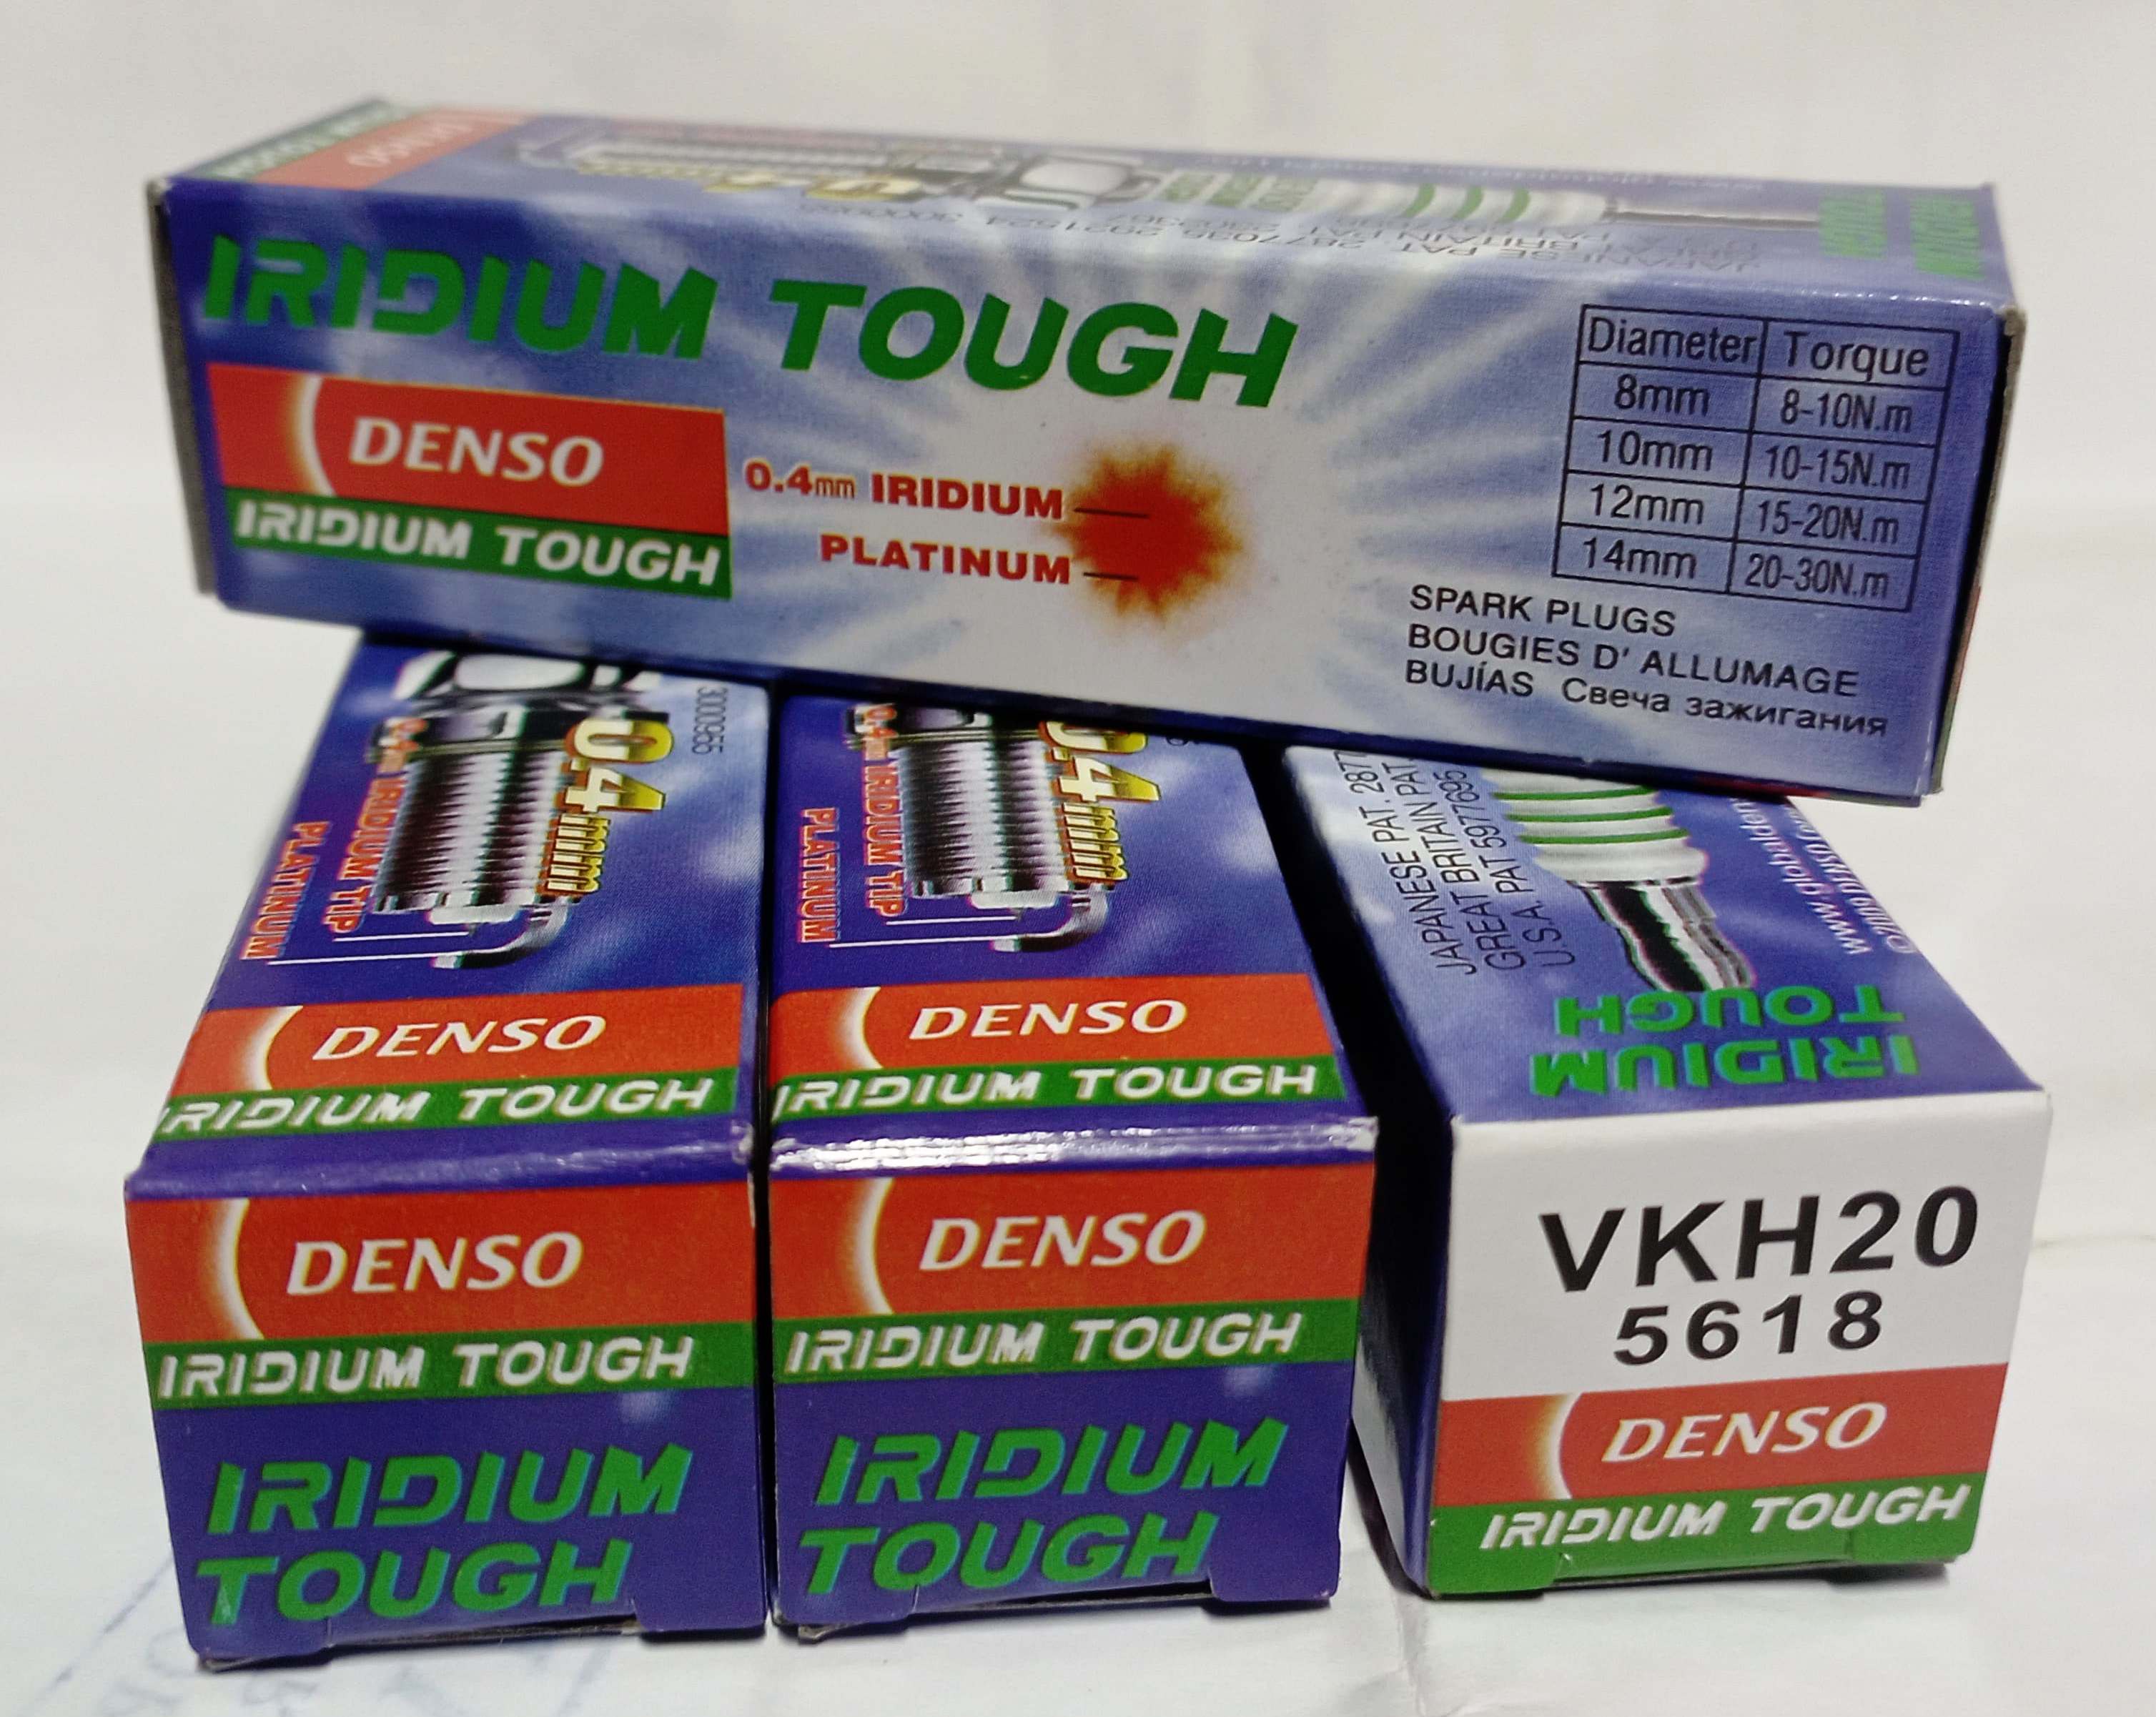 DENSO
IRIDIUM TOUGH
DENSO
IRIDIUM TOUGH
0.4mm IRIDIUM
PLATINUM
Diameter Torque
8mm 8-10N.m
10mm 10-15N.m
12mm 15-20N.m
14mm 20-30N.m
SPARK PLUGS
BOUGIES D' ALLUMAGE
BUJÍAS Свеча зажигания
IRIDIUM
TOUGH
0.4mm
0.4mm IRIDIUM TIP
PLATINUM
DENSO
IRIDIUM TOUGH
DENSO
IRIDIUM TOUGH
IRIDIUM
TOUGH
0.4mm
0.4mm IRIDIUM TIP
PLATINUM
DENSO
IRIDIUM TOUGH
DENSO
IRIDIUM TOUGH
IRIDIUM
TOUGH
JAPANESE PAT.
GREAT BRITAIN PAT.
U.S.A. PAT 5977695
IRIDIUM
TOUGH
VKH20
5618
DENSO
IRIDIUM TOUGH